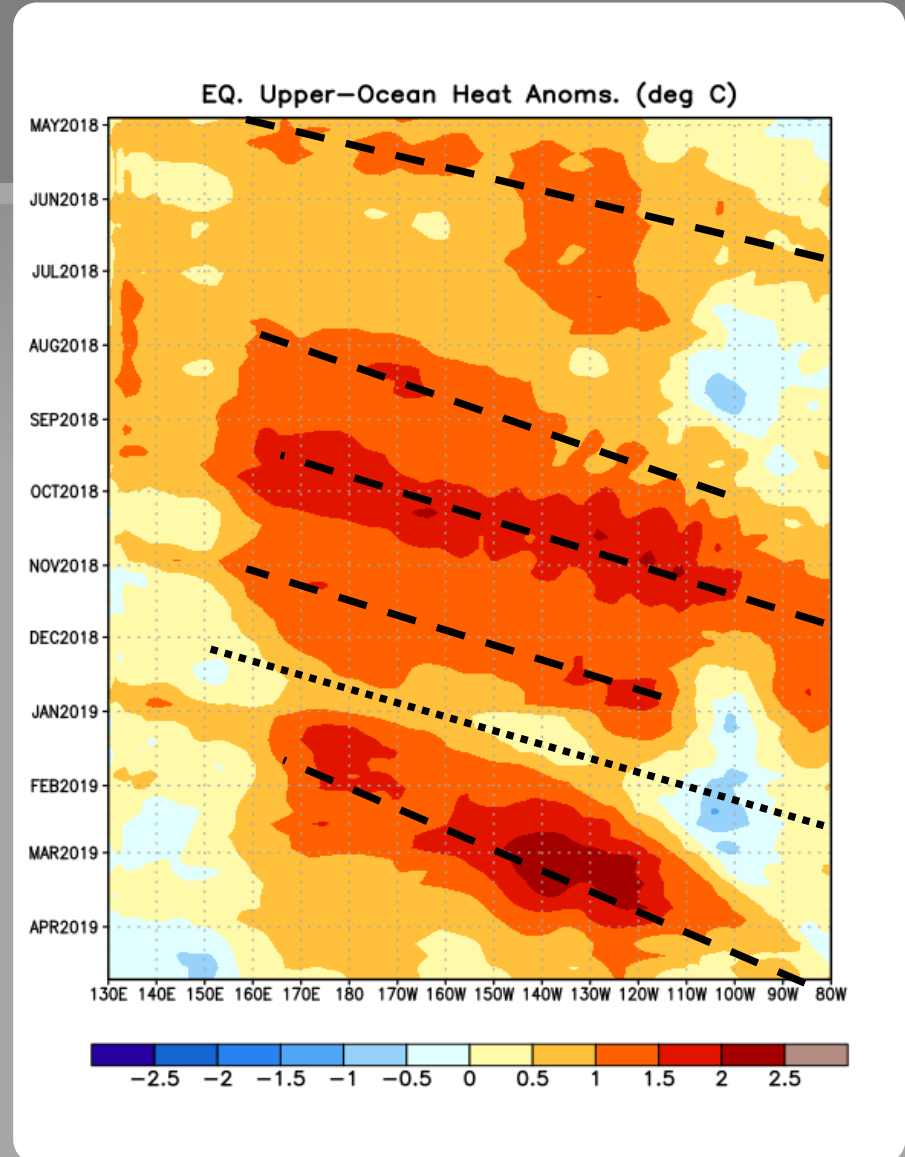 EQ. Upper-Ocean Heat Anoms. (deg C)
MAY2018
JUN2018
JUL2018
AUG2018
SEP2018
OCT2018
NOV2018
DEC2018
JAN2019
FEB2019
MAR2019
APR2019
130E 140E 150E 160E 170E 180 170W 160W 150W 140W 130W 120W 110W 100W 90W 80W
-2.5 -2 -1.5 -1 -0.5 0 0.5 1 1.5 2 2.5